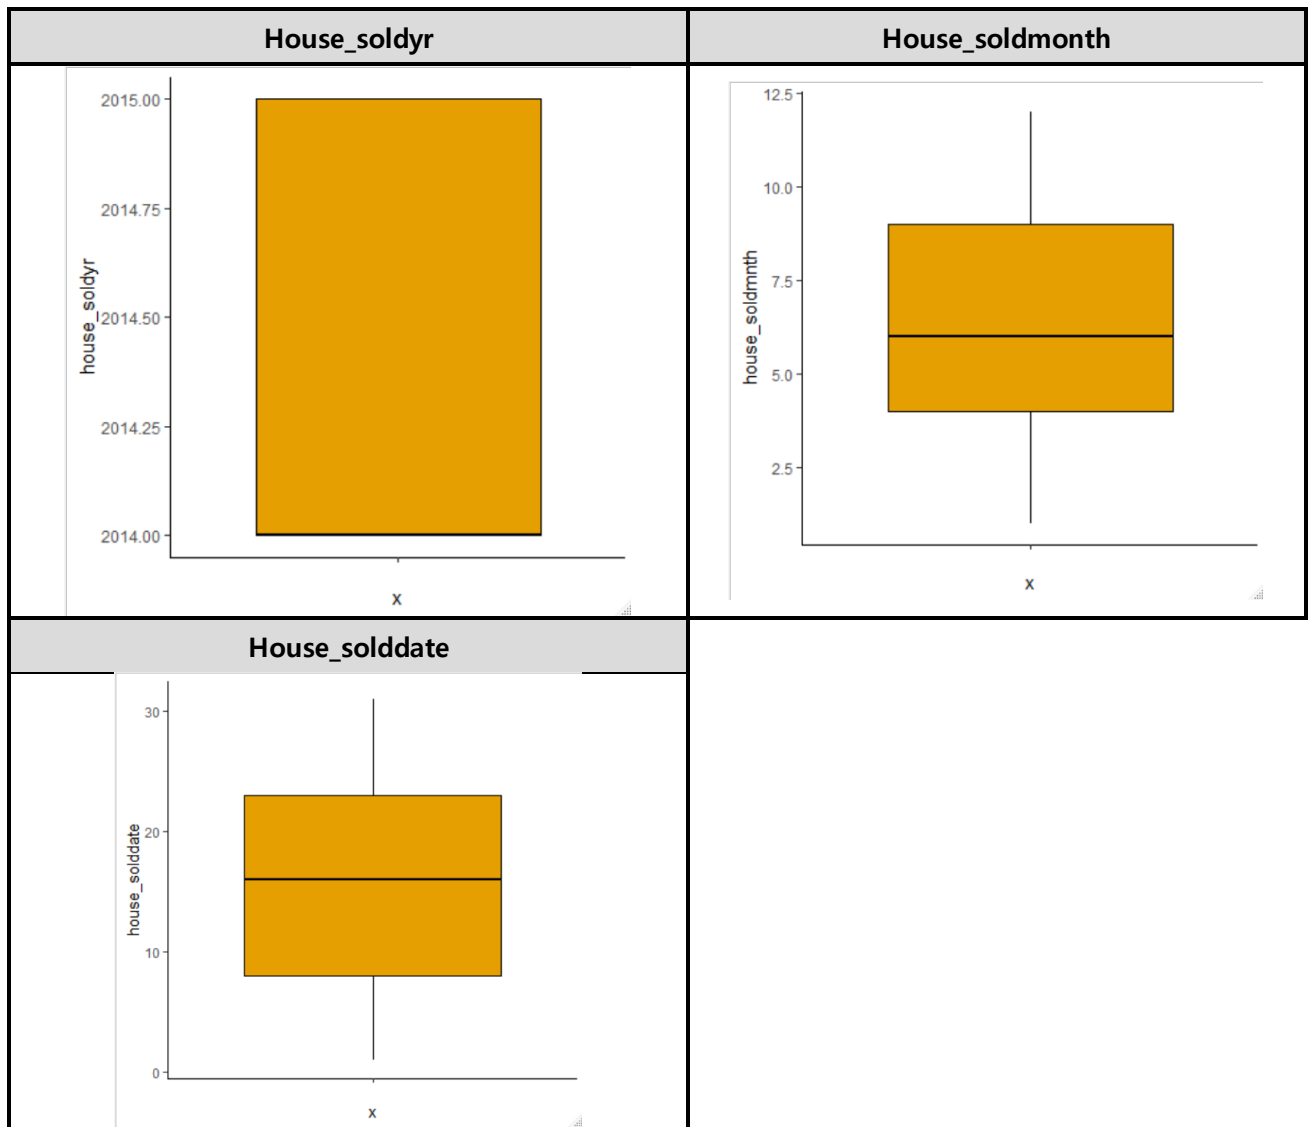 House_soldyr
House_soldmonth
2015.00
2014.75
2014.50
2014.25
2014.00
house_soldyr
x
12.5
10.0
7.5
5.0
2.5
house_soldmnth
x
House_solddate
30
20
10
0
house_solddate
x